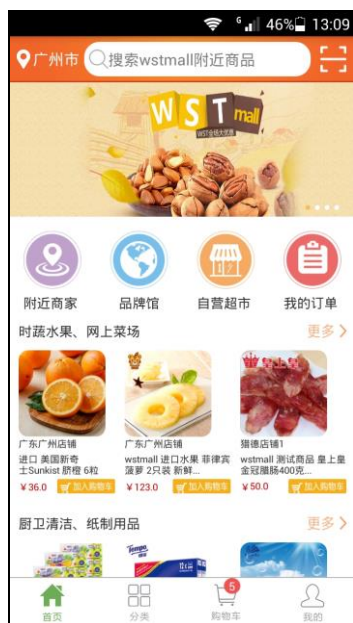 46% 13:09
广州市 搜索wstmall附近商品
WST mall
WST会场大优惠
附近商家 品牌馆 自营超市 我的订单
时蔬水果、网上菜场 更多
皇上皇
广东广州店铺 广东广州店铺 猎德店铺1
进口 美国新奇 wstmall 进口水果 菲律宾 wstmall 测试商品 皇上皇
士Sunkist 脐橙 6粒 菠萝 2只装 新鲜... 金冠腊肠400克...
￥36.0 加入购物车 ￥123.0 加入购物车 ￥50.0 加入购物车
厨卫清洁、纸制用品 更多
Tempo
5
首页 分类 购物车 我的